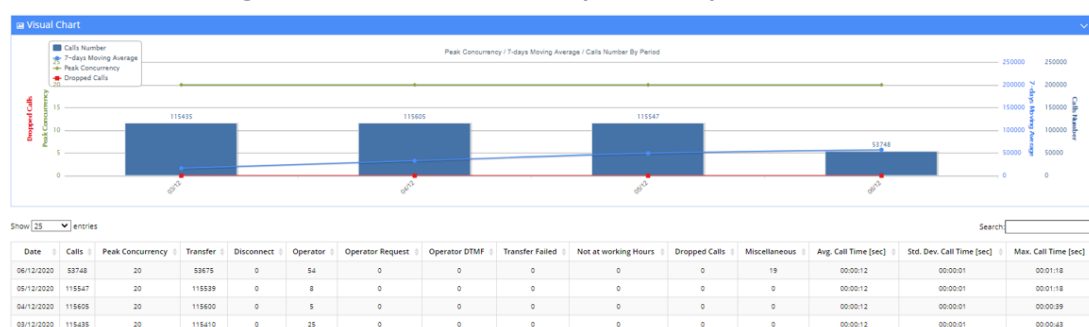 Visual Chart
Calls Number
7-days Moving Average
Peak Concurrency
Dropped Calls
Peak Concurrency / 7-days Moving Average / Calls Number By Period
25
20
15
10
5
0
Dropped Calls
Peak Concurrency
250000
200000
150000
100000
50000
0
7-days Moving Average
250000
200000
150000
100000
50000
0
Calls Number
115435
115605
115547
53748
03/12
04/12
05/12
06/12
Show 25 entries
Search:
Date Calls Peak Concurrency Transfer Disconnect Operator Operator Request Operator DTMF Transfer Failed Not at working Hours Dropped Calls Miscellaneous Avg. Call Time [sec] Std. Dev. Call Time [sec] Max. Call Time [sec]
06/12/2020 53748 20 53675 0 54 0 0 0 0 0 19 00:00:12 00:00:01 00:01:18
05/12/2020 115547 20 115539 0 8 0 0 0 0 0 0 00:00:12 00:00:01 00:01:18
04/12/2020 115605 20 115600 0 5 0 0 0 0 0 0 00:00:12 00:00:01 00:00:39
03/12/2020 115435 20 115410 0 25 0 0 0 0 0 0 00:00:12 00:00:01 00:00:43